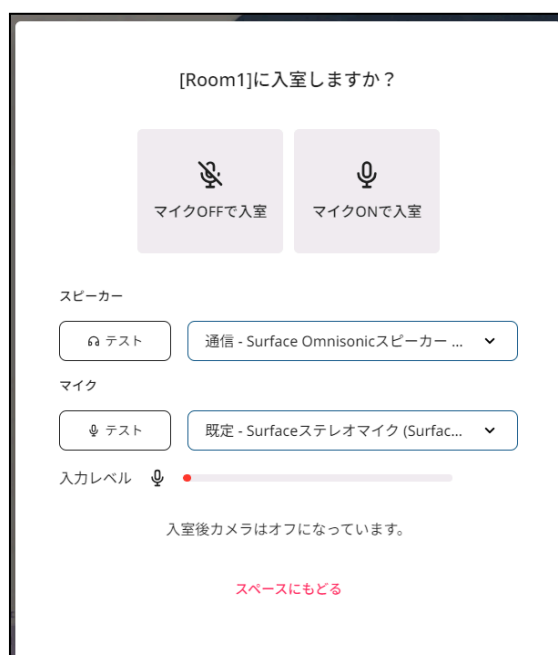 [Room1]に入室しますか？
マイクOFFで入室
マイクONで入室
スピーカー
テスト
通信 - Surface Omnisonicスピーカー ...
マイク
テスト
既定 - Surfaceステレオマイク (Surfac...
入力レベル
入室後カメラはオフになっています。
スペースにもどる